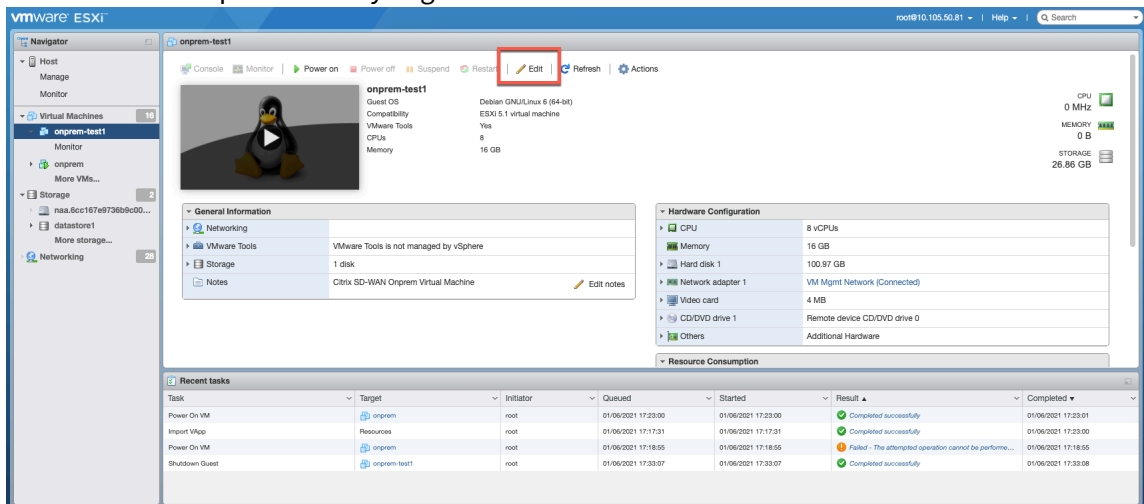 vmware ESXi
root@10.105.50.81 | Help | Search
Navigator
Host
Manage
Monitor
Virtual Machines 16
onprem-test1
Monitor
onprem
More VMs...
Storage 2
naa.6cc167e9736b9c00...
datastore1
More storage...
Networking 28
onprem-test1
Console Monitor | Power on Power off Suspend Restart | Edit | Refresh | Actions
onprem-test1
Guest OS Debian GNU/Linux 6 (64-bit)
Compatibility ESXi 5.1 virtual machine
VMware Tools Yes
CPUs 8
Memory 16 GB
CPU
0 MHz
MEMORY
0 B
STORAGE
26.86 GB
General Information
Networking
VMware Tools VMware Tools is not managed by vSphere
Storage 1 disk
Notes Citrix SD-WAN Onprem Virtual Machine Edit notes
Hardware Configuration
CPU 8 vCPUs
Memory 16 GB
Hard disk 1 100.97 GB
Network adapter 1 VM Mgmt Network (Connected)
Video card 4 MB
CD/DVD drive 1 Remote device CD/DVD drive 0
Others Additional Hardware
Resource Consumption
Recent tasks
Task Target Initiator Queued Started Result Completed
Power On VM onprem root 01/06/2021 17:23:00 01/06/2021 17:23:00 Completed successfully 01/06/2021 17:23:01
Import VApp Resources root 01/06/2021 17:17:31 01/06/2021 17:17:31 Completed successfully 01/06/2021 17:23:00
Power On VM onprem root 01/06/2021 17:18:55 01/06/2021 17:18:55 Failed - The attempted operation cannot be performe... 01/06/2021 17:18:55
Shutdown Guest onprem-test1 root 01/06/2021 17:33:07 01/06/2021 17:33:07 Completed successfully 01/06/2021 17:33:08